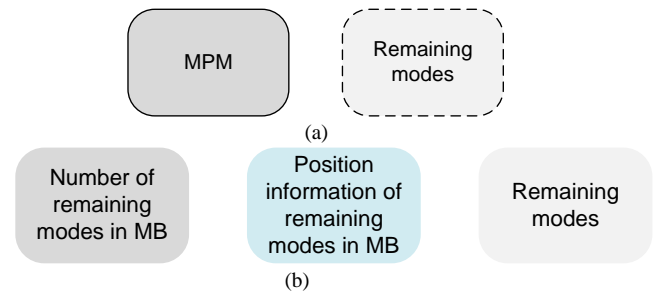 MPM
Remaining
modes
(a)
Number of
remaining
modes in MB
Position
information of
remaining
modes in MB
Remaining
modes
(b)